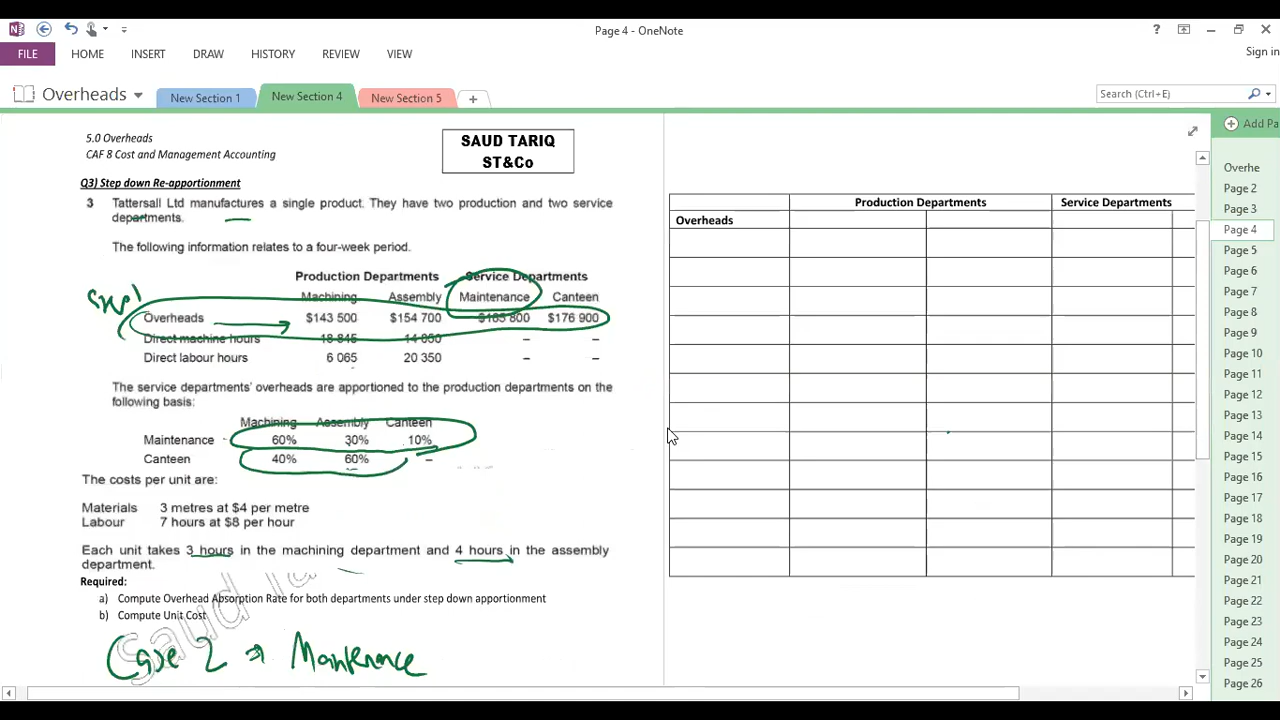 Page 4 - OneNote
Sign in
FILE HOME INSERT DRAW HISTORY REVIEW VIEW
Overheads New Section 1 New Section 4 New Section 5 +
Search (Ctrl+E)
Add Pa
5.0 Overheads
CAF 8 Cost and Management Accounting
SAUD TARIQ
ST&Co
Q3) Step down Re-apportionment
3 Tattersall Ltd manufactures a single product. They have two production and two service
departments.
The following information relates to a four-week period.
Production Departments Service Departments
Machining Assembly Maintenance Canteen
Overheads $143 500 $154 700 $165 800 $176 900
Direct machine hours 18 845 14 050 – –
Direct labour hours 6 065 20 350 – –
Step1
The service departments' overheads are apportioned to the production departments on the
following basis:
Machining Assembly Canteen
Maintenance 60% 30% 10%
Canteen 40% 60% –
The costs per unit are:
Materials 3 metres at $4 per metre
Labour 7 hours at $8 per hour
Each unit takes 3 hours in the machining department and 4 hours in the assembly
department.
Required:
a) Compute Overhead Absorption Rate for both departments under step down apportionment
b) Compute Unit Cost
Case 2 ⇒ Maintenance
Production Departments Service Departments
Overheads
Overhe
Page 2
Page 3
Page 4
Page 5
Page 6
Page 7
Page 8
Page 9
Page 10
Page 11
Page 12
Page 13
Page 14
Page 15
Page 16
Page 17
Page 18
Page 19
Page 20
Page 21
Page 22
Page 23
Page 24
Page 25
Page 26